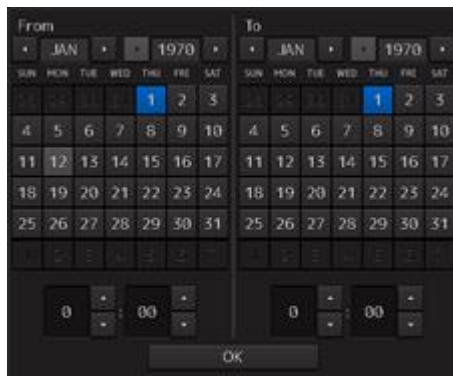 From To
JAN 1970 JAN 1970
SUN MON TUE WED THU FRI SAT SUN MON TUE WED THU FRI SAT
1 2 3 1 2 3
4 5 6 7 8 9 10 4 5 6 7 8 9 10
11 12 13 14 15 16 17 11 12 13 14 15 16 17
18 19 20 21 22 23 24 18 19 20 21 22 23 24
25 26 27 28 29 30 31 25 26 27 28 29 30 31
0 : 00 0 : 00
OK